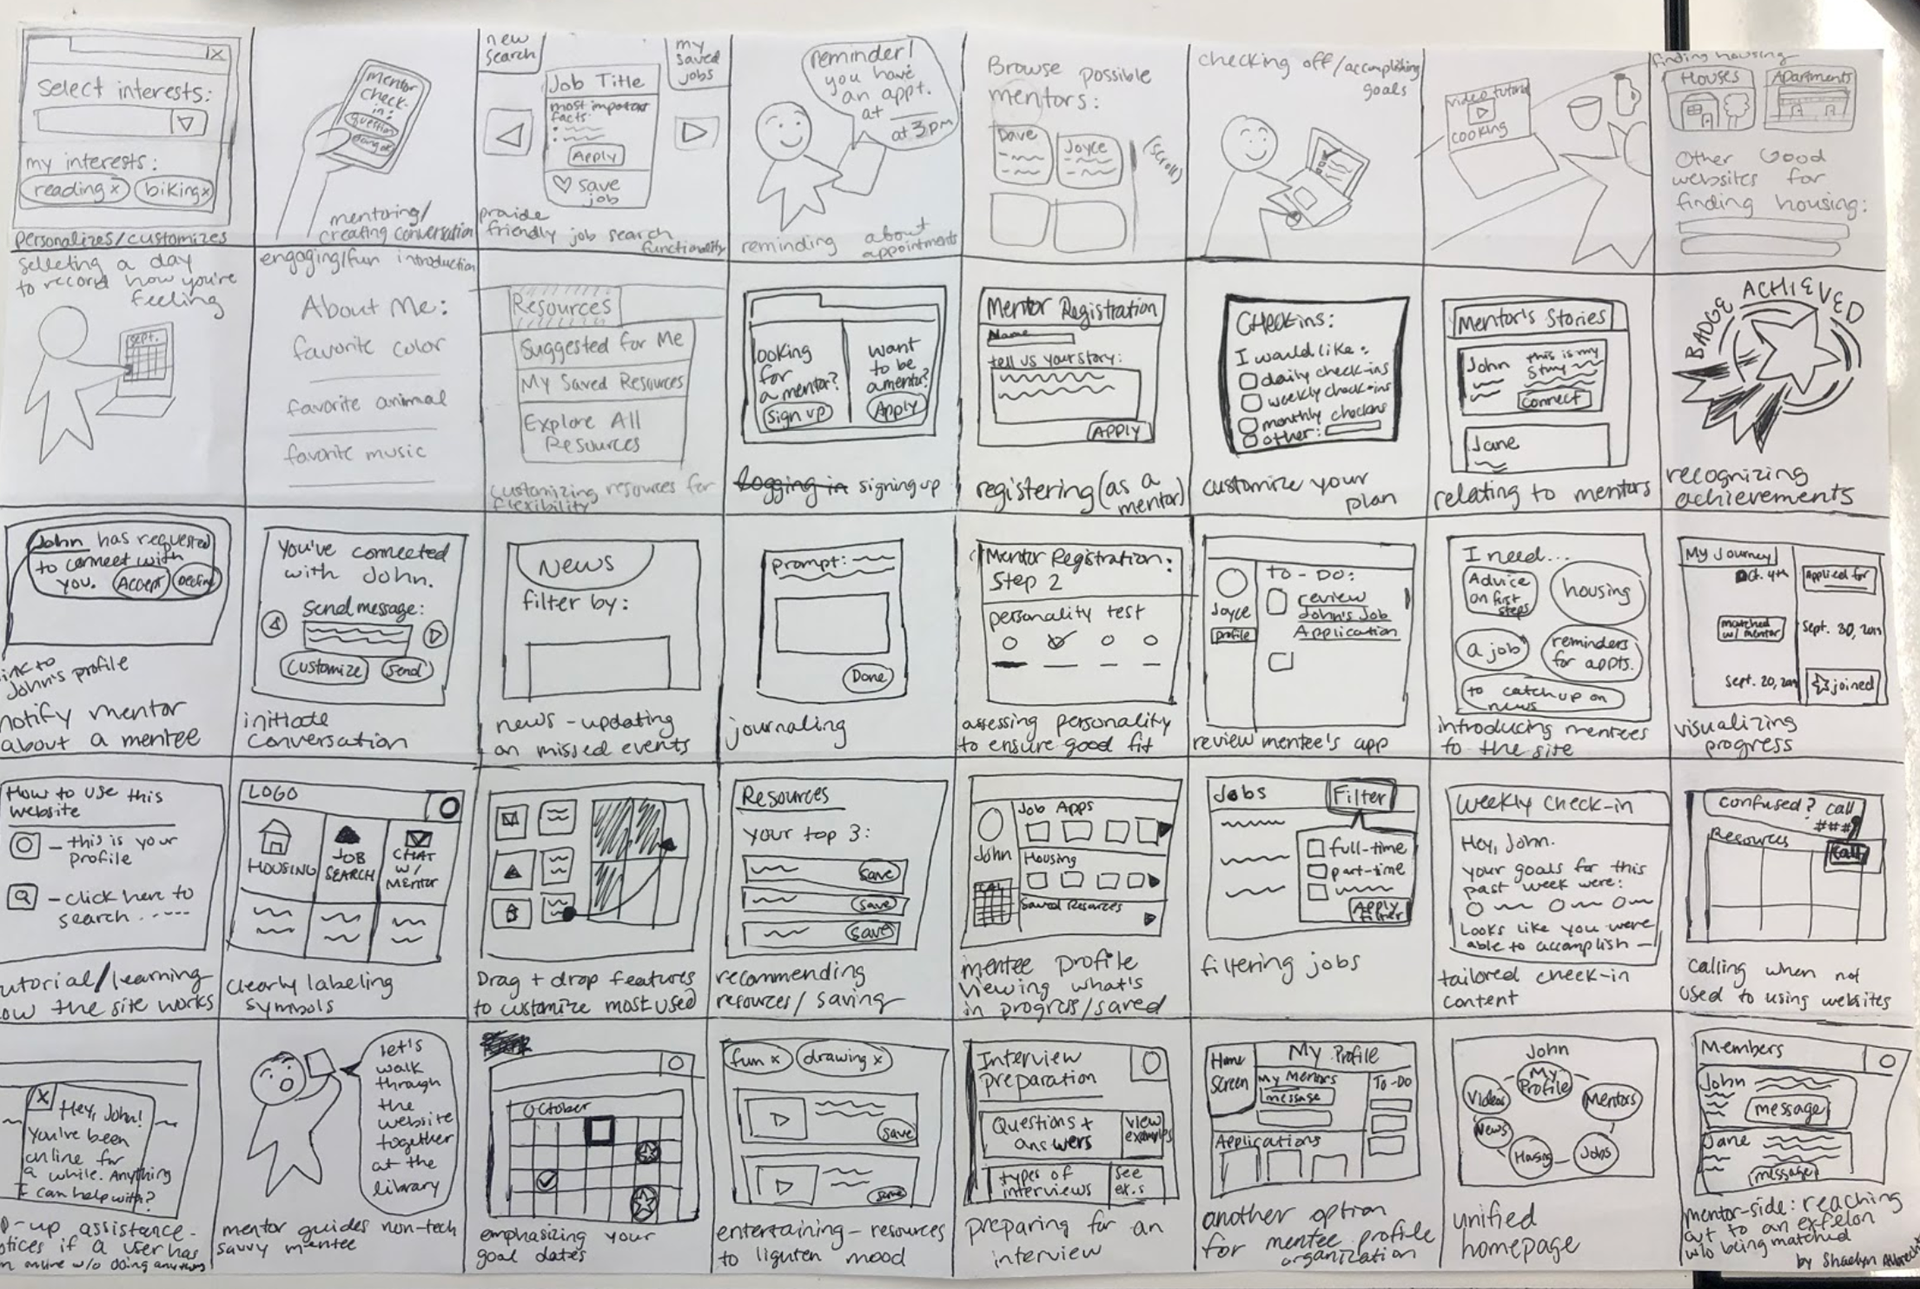 Select interests:
my interests:
reading x
biking x
personalizes/customizes
mentor
check-
in:
question
mentoring/
creating conversation
new
search
my
saved
jobs
Job Title
most important
facts:
Apply
♡ save
job
provide
friendly job search
functionality
reminder!
you have
an appt.
at ___
at 3pm
reminding about
appointments
Browse possible
mentors:
Dave
Joyce
(scroll)
checking off/accomplishing
goals
video tutorial
cooking
finding housing
Houses
Apartments
Other Good
websites for
finding housing:
selecting a day
to record how you're
feeling
sept.
engaging/fun introduction
About Me:
favorite color
favorite animal
favorite music
Resources
Suggested for Me
My Saved Resources
Explore All
Resources
customizing resources for
flexibility
ooking
for
a mentor?
sign up
want
to be
a mentor?
Apply
logging in signing up
Mentor Registration
Name
tell us your story:
APPLY
registering (as a
mentor)
CHECK ins:
I would like:
daily check-ins
weekly check-ins
monthly checkins
other:
customize your
plan
Mentor's Stories
John
this is my
story
Connect
Jane
relating to mentors
BADGE ACHIEVED
recognizing
achievements
John has requested
to connect with
you.
Accept
Decline
ink to
John's profile
notify mentor
about a mentee
You've connected
with John.
Send message:
Customize
Send
initiate
conversation
News
filter by:
news - updating
on missed events
prompt:
Done
journaling
Mentor Registration:
Step 2
personality test
assessing personality
to ensure good fit
Joyce
profile
TO-DO:
review
John's Job
Application
review mentee's app
I need...
Advice
on first
steps
housing
a job
reminders
for appts.
to catch up on
news
introducing mentees
to the site
My Journey
Oct. 4th
Applied for
matched
w/ mentor
Sept. 30, 2019
Sept. 20, 2019
joined
visualizing
progress
How to use this
website
- this is your
profile
- click here to
search.....
utorial/learning
ow the site works
LOGO
HOUSING
JOB
SEARCH
CHAT
w/
Mentor
clearly labeling
symbols
Drag + drop features
to customize most used
Resources
your top 3:
save
save
save
recommending
resources/ saving
John
Job Apps
Housing
Saved Resources
mentee profile
viewing what's
in progress/saved
Jobs
Filter
full-time
part-time
APPLY
Filter
filtering jobs
Weekly Check-in
Hey, John.
your goals for this
past week were:
Looks like you were
able to accomplish —
tailored check-in
content
confused? call
###
Resources
Call
calling when not
used to using websites
x
Hey, John!
You've been
online for
a while. Anything
I can help with?
p-up assistance-
otices if a user has
n online w/o doing anything
let's
walk
through
the
website
together
at the
library
mentor guides non-tech
savvy mentee
October
emphasizing your
goal dates
fun x
drawing x
save
save
entertaining - resources
to lighten mood
Interview
preparation
Questions +
answers
view
examples
types of
interviews
see
ex.s
preparing for an
interview
Home
Screen
My Profile
My Mentors
message
TO-DO
Applications
another option
for mentee profile
organization
John
My
Profile
Videos
Mentors
News
Housing
Jobs
unified
homepage
Members
John
message
Jane
message
mentor-side: reaching
out to an exfelon
w/o being matched
by Shaelyn